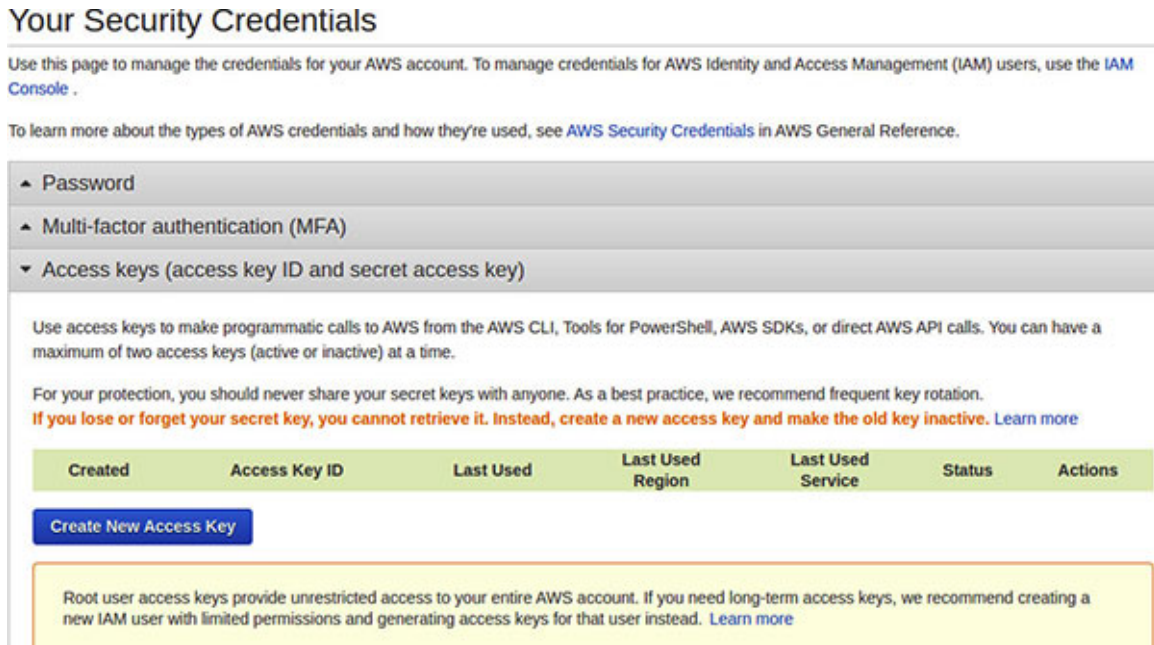 Your Security Credentials
Use this page to manage the credentials for your AWS account. To manage credentials for AWS Identity and Access Management (IAM) users, use the IAM
Console .
To learn more about the types of AWS credentials and how they're used, see AWS Security Credentials in AWS General Reference.
Password
Multi-factor authentication (MFA)
Access keys (access key ID and secret access key)
Use access keys to make programmatic calls to AWS from the AWS CLI, Tools for PowerShell, AWS SDKs, or direct AWS API calls. You can have a
maximum of two access keys (active or inactive) at a time.
For your protection, you should never share your secret keys with anyone. As a best practice, we recommend frequent key rotation.
If you lose or forget your secret key, you cannot retrieve it. Instead, create a new access key and make the old key inactive. Learn more
Created Access Key ID Last Used Last Used Region Last Used Service Status Actions
Create New Access Key
Root user access keys provide unrestricted access to your entire AWS account. If you need long-term access keys, we recommend creating a
new IAM user with limited permissions and generating access keys for that user instead. Learn more